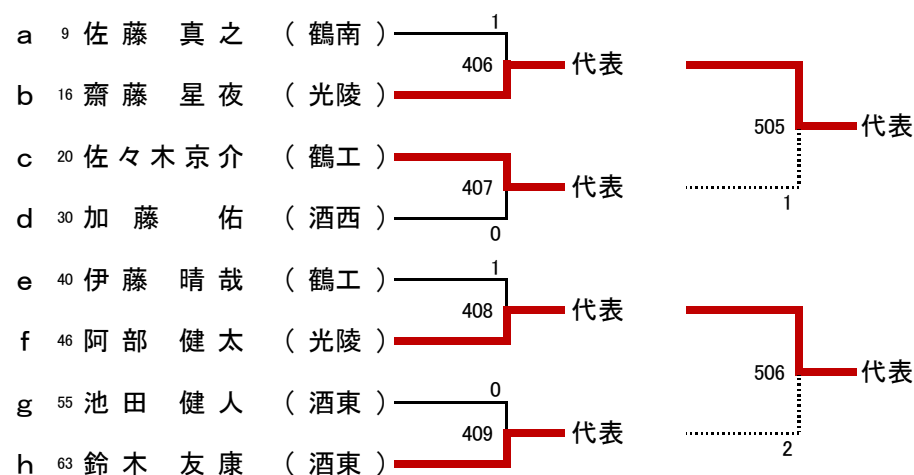 a 9 佐藤 真之 （鶴南） 1
406 代表
b 16 齋藤 星夜 （光陵）
505 代表
c 20 佐々木京介 （鶴工）
407 代表
1
d 30 加藤 佑 （酒西） 0
e 40 伊藤 晴哉 （鶴工） 1
408 代表
f 46 阿部 健太 （光陵）
506 代表
g 55 池田 健人 （酒東） 0
409 代表
2
h 63 鈴木 友康 （酒東）